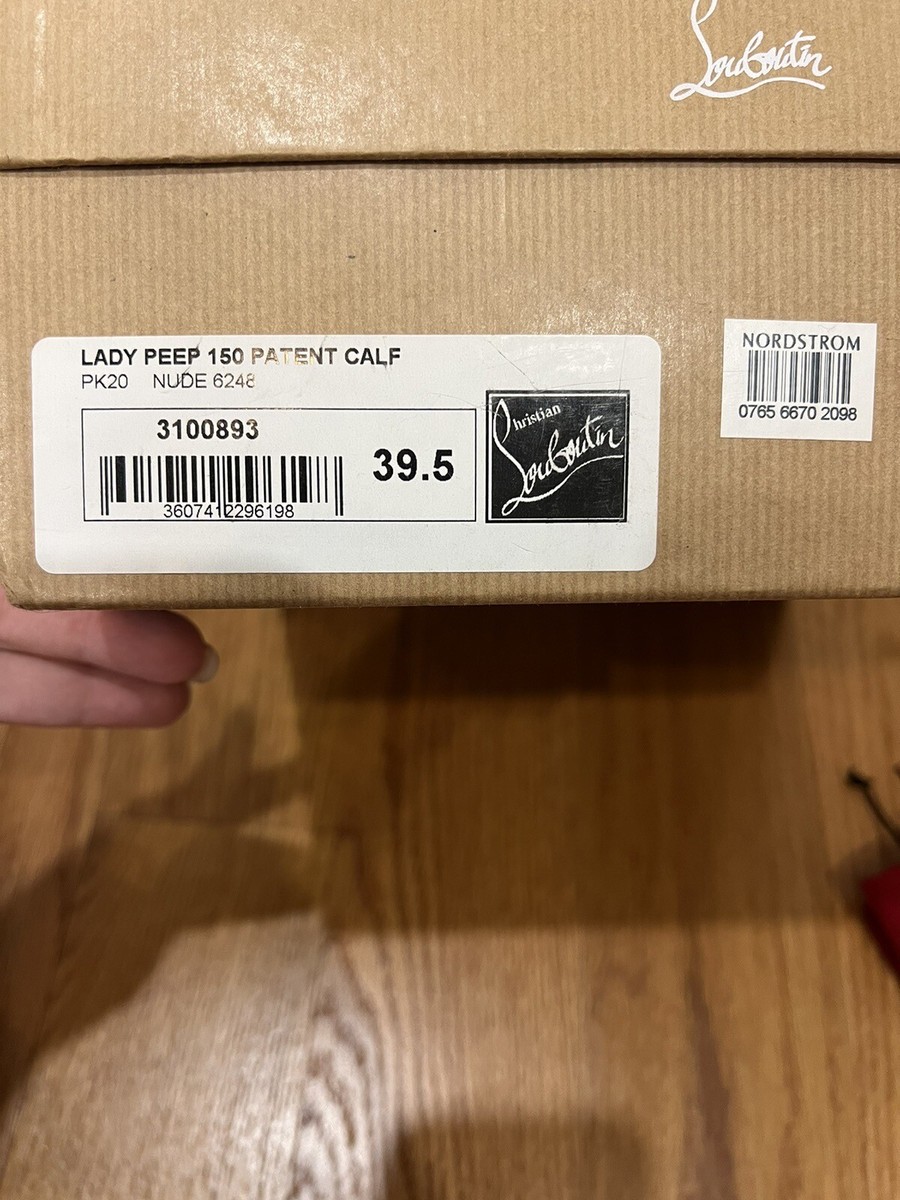 Louboutin
LADY PEEP 150 PATENT CALF
PK20 NUDE 6248
3100893
39.5
3607412296198
Christian
Louboutin
NORDSTROM
0765 6670 2098